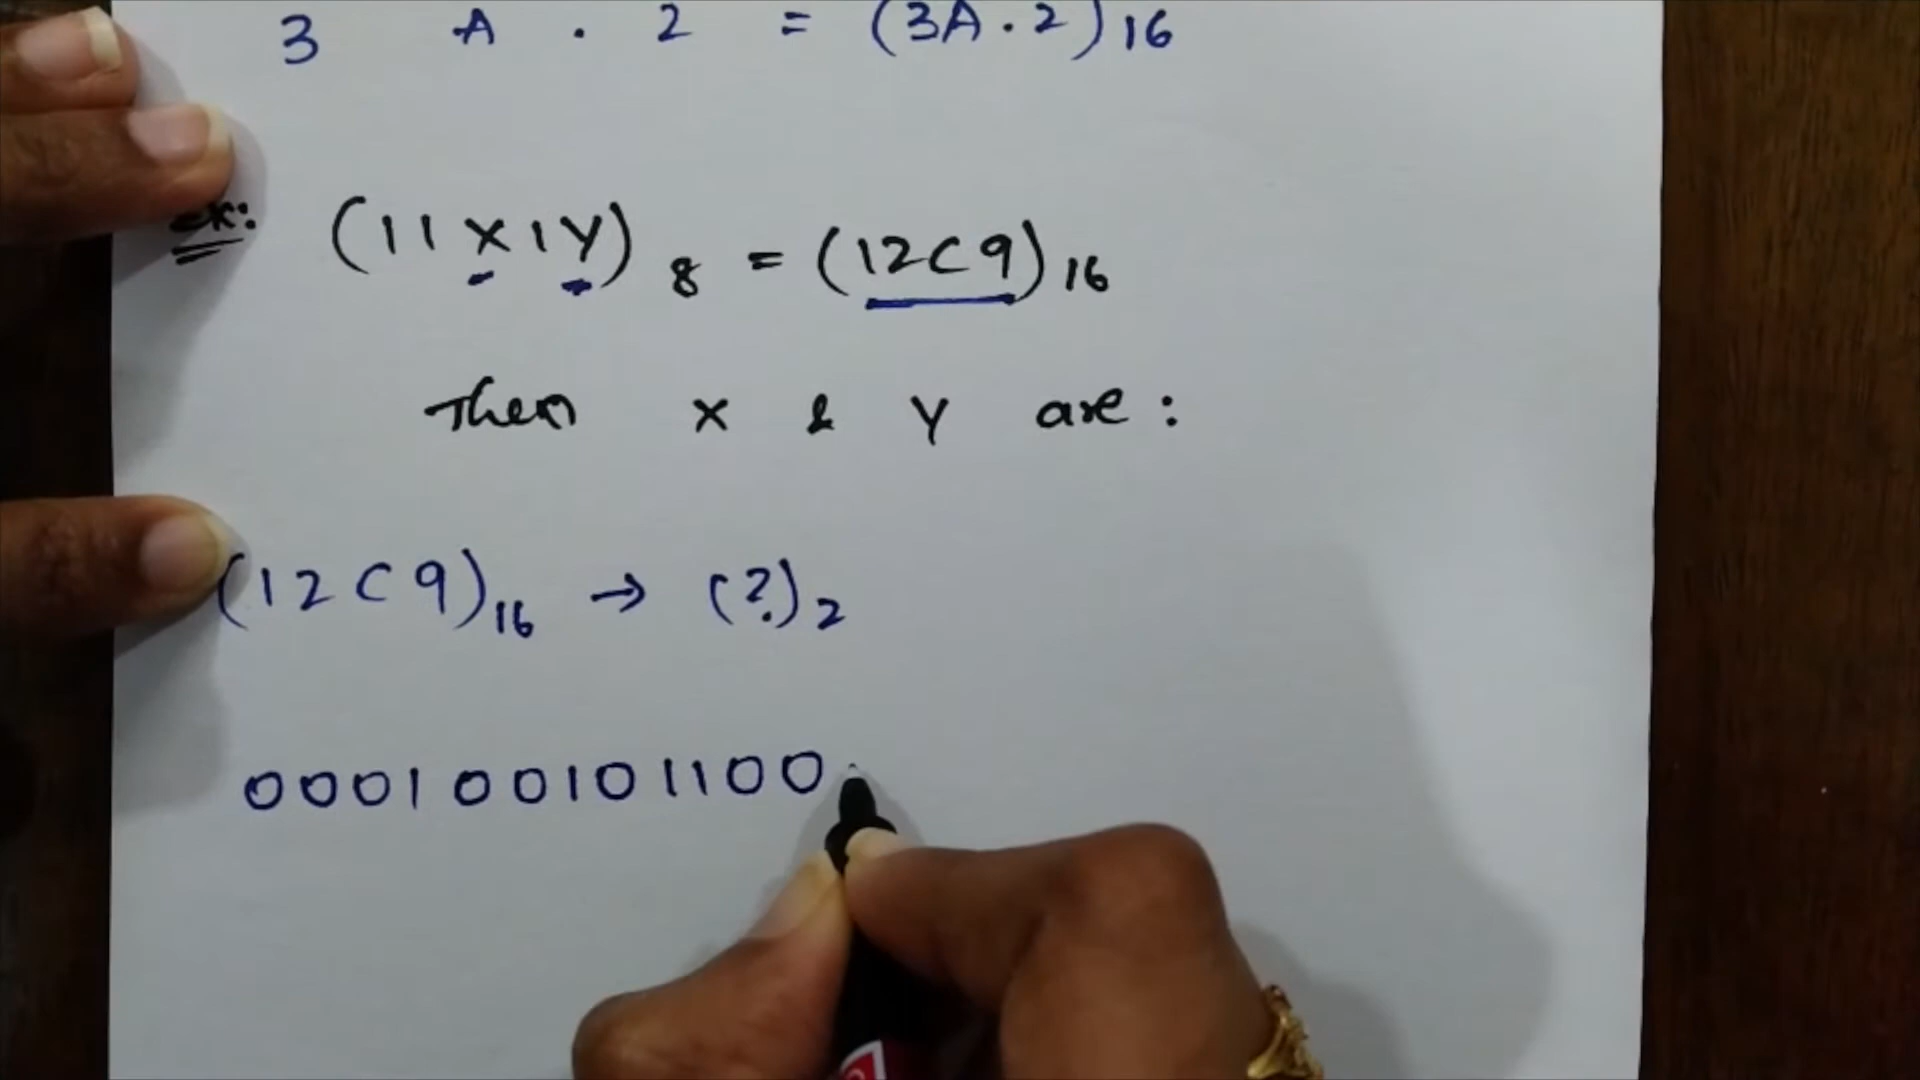 3 A . 2 = (3A.2)16
Ex: (11X1Y)8 = (12C9)16
Then X & Y are:
(12C9)16 → (?)2
000100101100